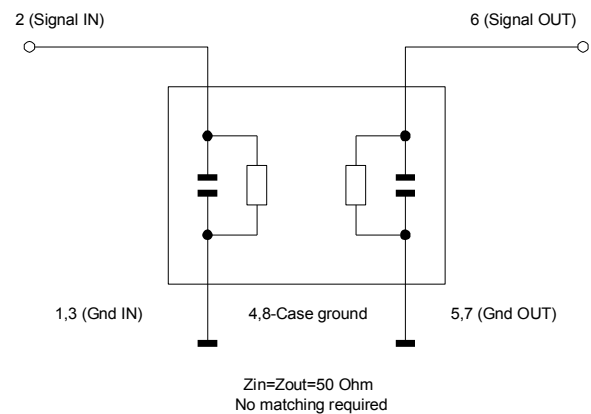 2 (Signal IN)
6 (Signal OUT)
1,3 (Gnd IN)
4,8-Case ground
5,7 (Gnd OUT)
Zin=Zout=50 Ohm
No matching required